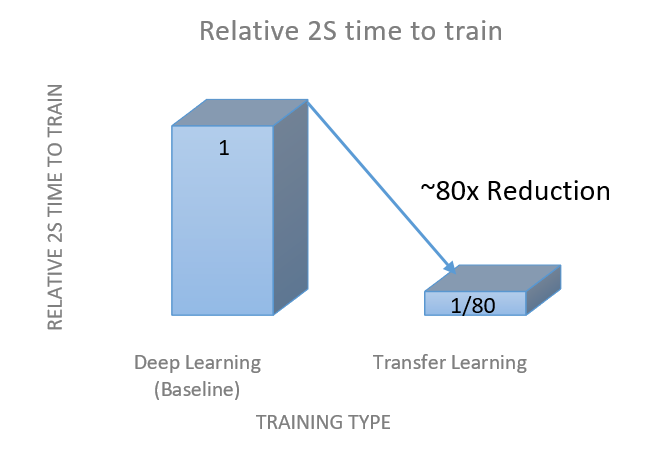 Relative 2S time to train
RELATIVE 2S TIME TO TRAIN
1
~80x Reduction
1/80
Deep Learning
(Baseline)
Transfer Learning
TRAINING TYPE